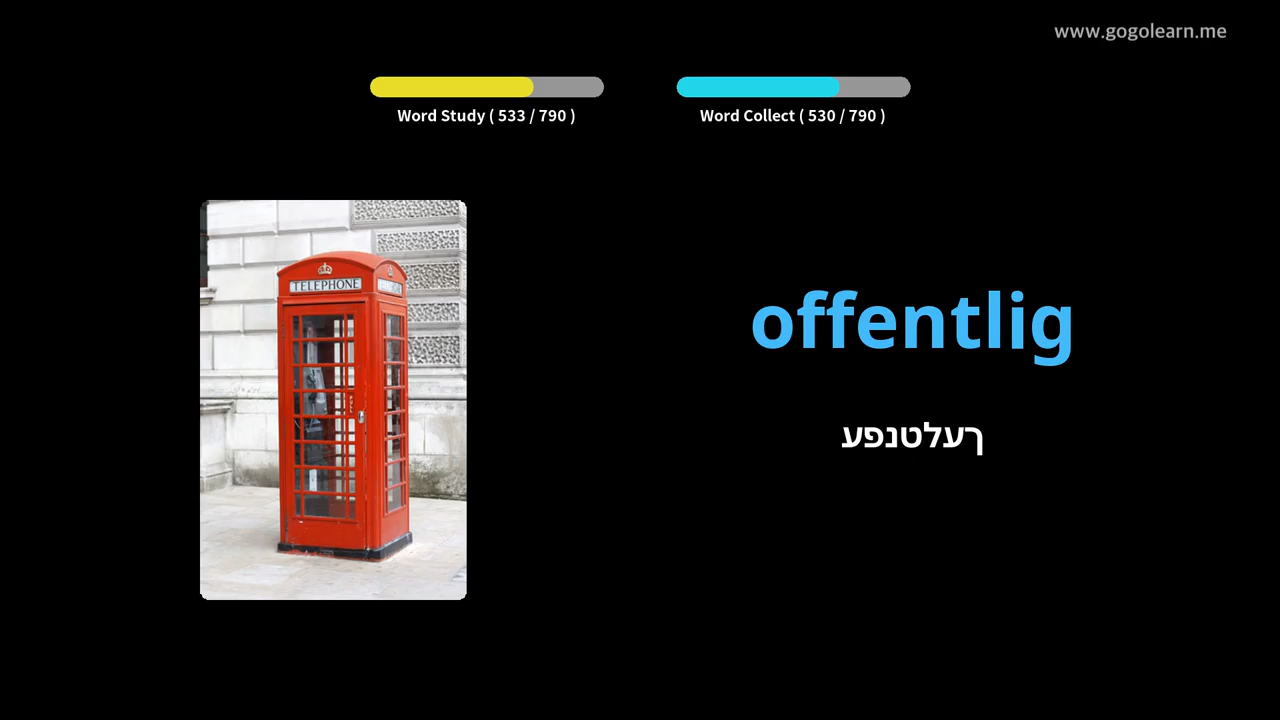 www.gogolearn.me
Word Study ( 533 / 790 )
Word Collect ( 530 / 790 )
TELEPHONE
offentlig
ךעלטנפע